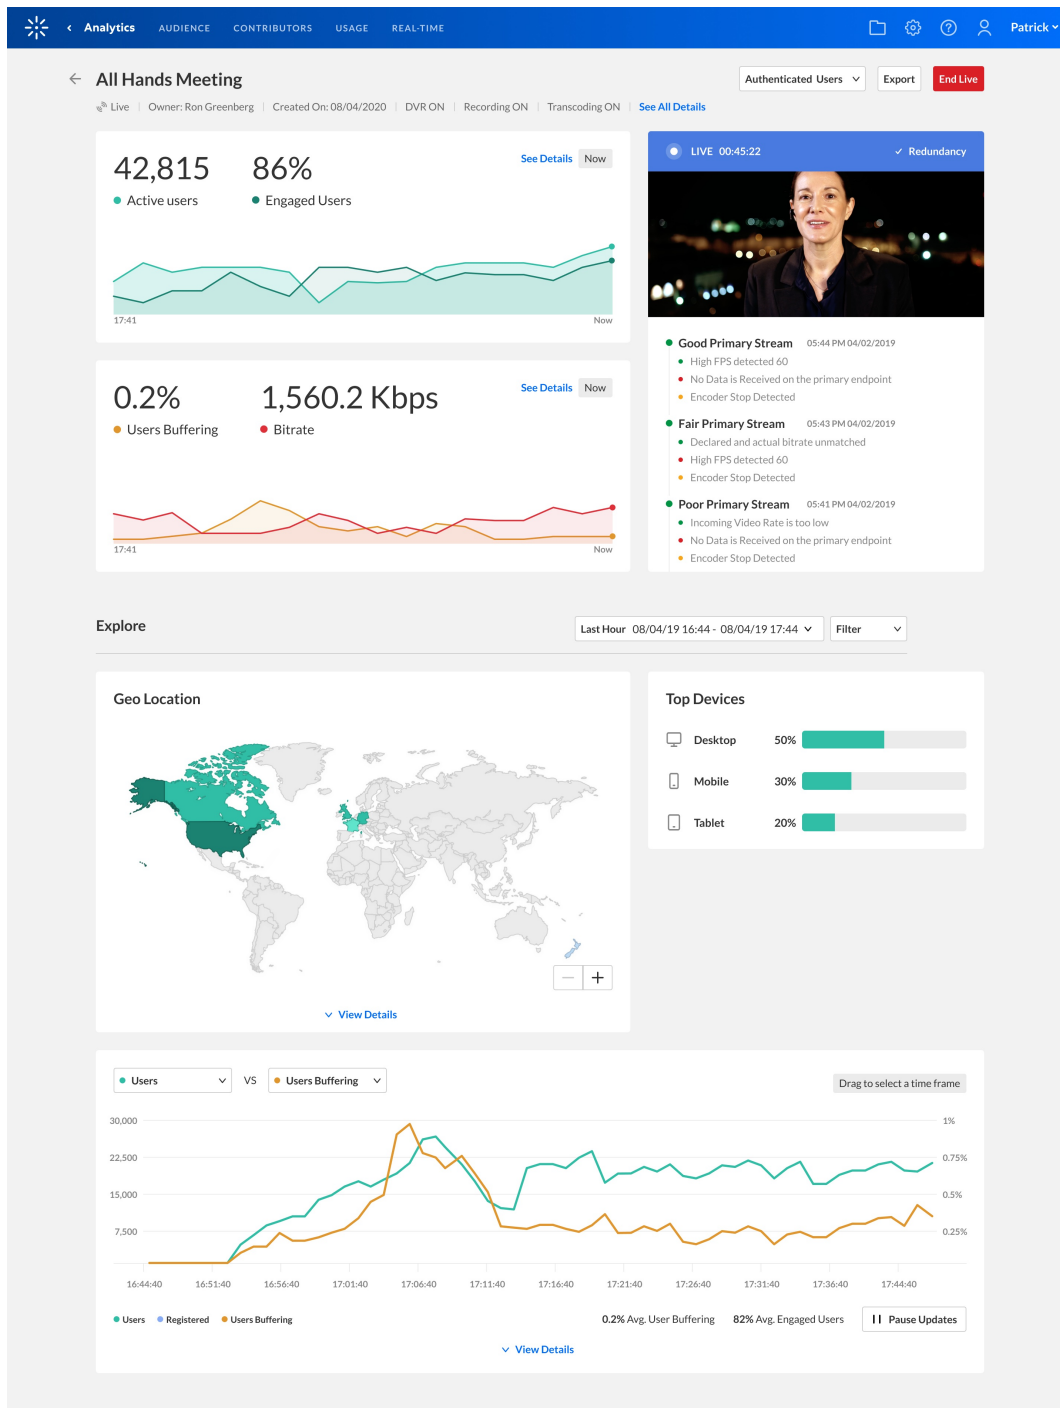 Analytics AUDIENCE CONTRIBUTORS USAGE REAL-TIME Patrick
All Hands Meeting Authenticated Users Export End Live
Live Owner: Ron Greenberg Created On: 08/04/2020 DVR ON Recording ON Transcoding ON See All Details
42,815 86% See Details Now
Active users Engaged Users
17:41 Now
LIVE 00:45:22 Redundancy
Good Primary Stream 05:44 PM 04/02/2019
High FPS detected 60
No Data is Received on the primary endpoint
Encoder Stop Detected
Fair Primary Stream 05:43 PM 04/02/2019
Declared and actual bitrate unmatched
High FPS detected 60
Encoder Stop Detected
Poor Primary Stream 05:41 PM 04/02/2019
Incoming Video Rate is too low
No Data is Received on the primary endpoint
Encoder Stop Detected
0.2% 1,560.2 Kbps See Details Now
Users Buffering Bitrate
17:41 Now
Explore Last Hour 08/04/19 16:44 - 08/04/19 17:44 Filter
Geo Location
View Details
Top Devices
Desktop 50%
Mobile 30%
Tablet 20%
Users VS Users Buffering Drag to select a time frame
30,000 1%
22,500 0.75%
15,000 0.5%
7,500 0.25%
16:44:40 16:51:40 16:56:40 17:01:40 17:06:40 17:11:40 17:16:40 17:21:40 17:26:40 17:31:40 17:36:40 17:44:40
Users Registered Users Buffering 0.2% Avg. User Buffering 82% Avg. Engaged Users Pause Updates
View Details